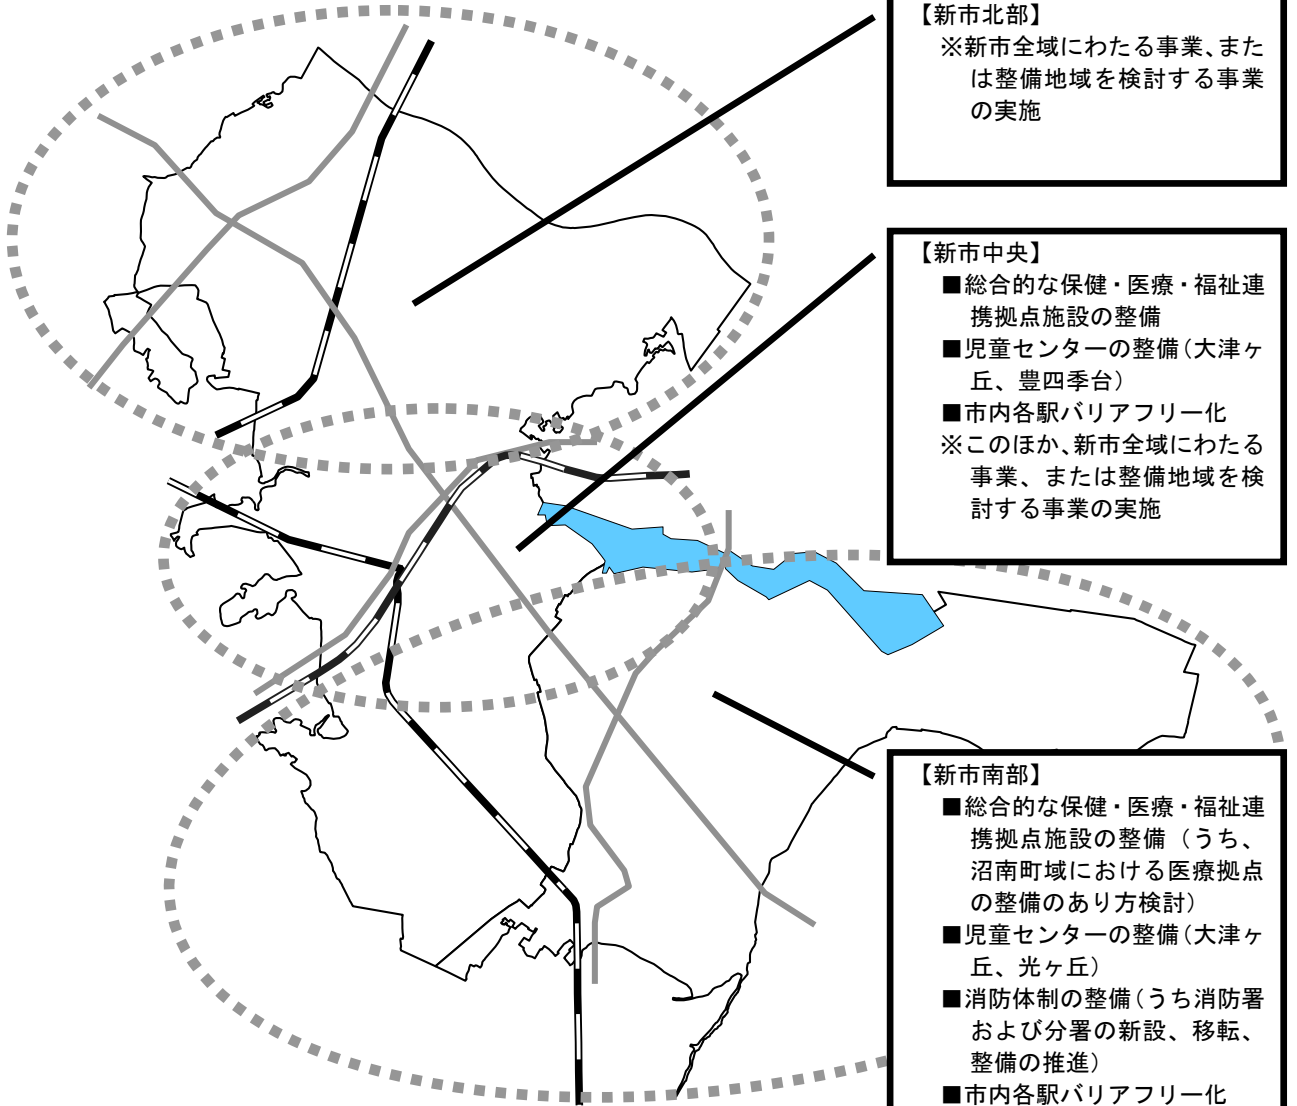 【新市北部】
※新市全域にわたる事業、また
は整備地域を検討する事業
の実施
【新市中央】
■総合的な保健・医療・福祉連
携拠点施設の整備
■児童センターの整備（大津ヶ
丘、豊四季台）
■市内各駅バリアフリー化
※このほか、新市全域にわたる
事業、または整備地域を検
討する事業の実施
【新市南部】
■総合的な保健・医療・福祉連
携拠点施設の整備（うち、
沼南町域における医療拠点
の整備のあり方検討）
■児童センターの整備（大津ヶ
丘、光ヶ丘）
■消防体制の整備（うち消防署
および分署の新設、移転、
整備の推進）
■市内各駅バリアフリー化